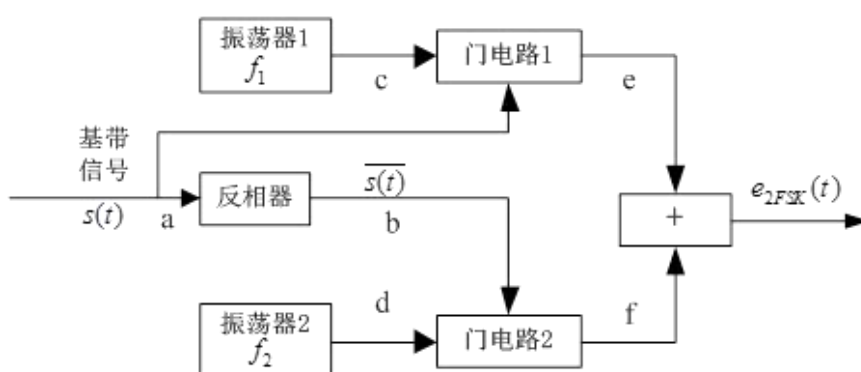 振荡器1
f₁
c
门电路1
e
基带
信号
s(t)
a
反相器
s(t)̅
b
+
e₂FSK(t)
振荡器2
f₂
d
门电路2
f